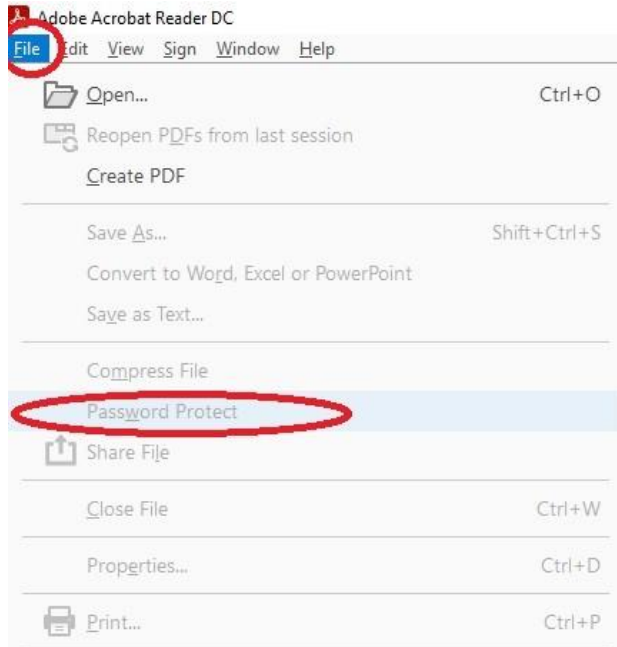 Adobe Acrobat Reader DC
File Edit View Sign Window Help
Open... Ctrl+O
Reopen PDFs from last session
Create PDF
Save As... Shift+Ctrl+S
Convert to Word, Excel or PowerPoint
Save as Text...
Compress File
Password Protect
Share File
Close File Ctrl+W
Properties... Ctrl+D
Print... Ctrl+P